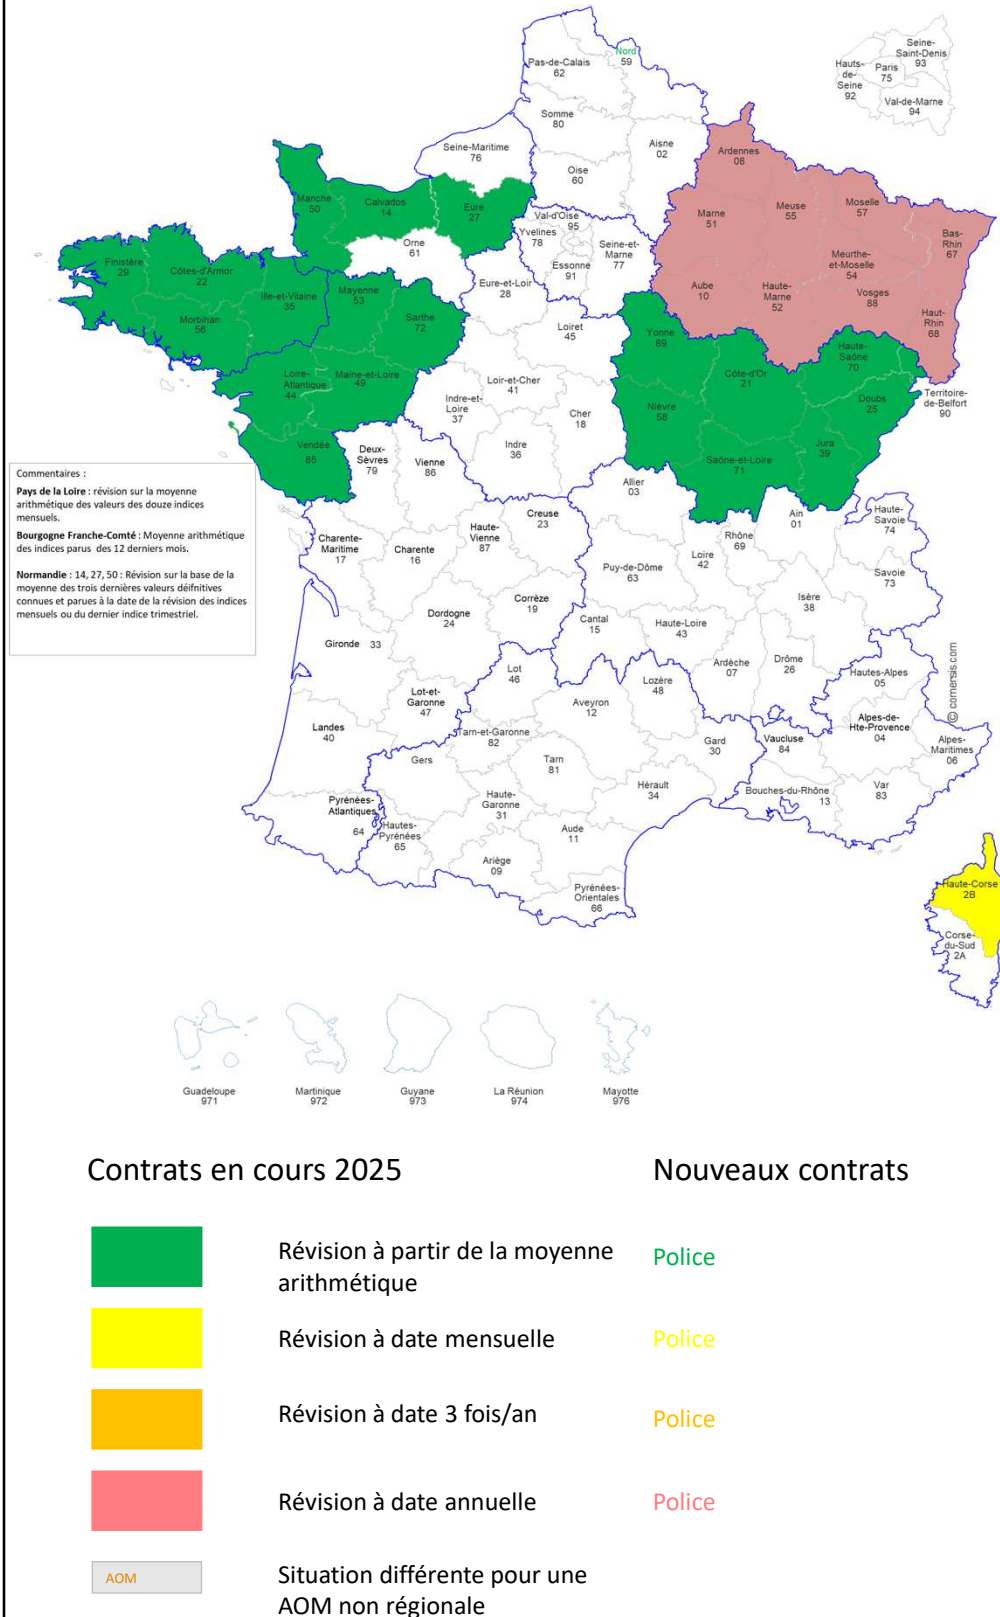 Nord
59
Pas-de-Calais
62
Somme
80
Seine-Maritime
76
Oise
60
Aisne
02
Seine-
Saint-Denis
93
Hauts-
de-
Seine
92
Paris
75
Val-de-Marne
94
Ardennes
08
Marne
51
Meuse
55
Moselle
57
Bas-
Rhin
67
Meurthe-
et-Moselle
54
Vosges
88
Haut-
Rhin
68
Aube
10
Haute-
Marne
52
Manche
50
Calvados
14
Eure
27
Orne
61
Val-d'Oise
95
Yvelines
78
Essonne
91
Seine-et-
Marne
77
Eure-et-Loir
28
Finistère
29
Côtes-d'Armor
22
Ille-et-Vilaine
35
Morbihan
56
Mayenne
53
Sarthe
72
Loire-
Atlantique
44
Maine-et-Loire
49
Vendée
85
Loiret
45
Loir-et-Cher
41
Indre-et-
Loire
37
Cher
18
Indre
36
Yonne
89
Côte-d'Or
21
Haute-
Saône
70
Nièvre
58
Doubs
25
Jura
39
Saône-et-Loire
71
Territoire-
de-Belfort
90
Deux-
Sèvres
79
Vienne
86
Allier
03
Creuse
23
Haute-
Vienne
87
Charente-
Maritime
17
Charente
16
Corrèze
19
Dordogne
24
Gironde 33
Lot-et-
Garonne
47
Landes
40
Pyrénées-
Atlantiques
64
Ain
01
Haute-
Savoie
74
Rhône
69
Loire
42
Puy-de-Dôme
63
Savoie
73
Isère
38
Cantal
15
Haute-Loire
43
Ardèche
07
Drôme
26
Hautes-Alpes
05
Alpes-de-
Hte-Provence
04
Alpes-
Maritimes
06
Vaucluse
84
Bouches-du-Rhône
13
Var
83
Lot
46
Aveyron
12
Lozère
48
Gard
30
Tarn-et-Garonne
82
Tarn
81
Gers
Haute-
Garonne
31
Hérault
34
Hautes-
Pyrénées
65
Ariège
09
Aude
11
Pyrénées-
Orientales
66
Haute-Corse
2B
Corse-
du-Sud
2A
© comersis.com
Commentaires :
Pays de la Loire : révision sur la moyenne
arithmétique des valeurs des douze indices
mensuels.
Bourgogne Franche-Comté : Moyenne arithmétique
des indices parus des 12 derniers mois.
Normandie : 14, 27, 50 : Révision sur la base de la
moyenne des trois dernières valeurs déifnitives
connues et parues à la date de la révision des indices
mensuels ou du dernier indice trimestriel.
Guadeloupe
971
Martinique
972
Guyane
973
La Réunion
974
Mayotte
976
Contrats en cours 2025
Nouveaux contrats
Révision à partir de la moyenne
arithmétique
Police
Révision à date mensuelle
Police
Révision à date 3 fois/an
Police
Révision à date annuelle
Police
AOM
Situation différente pour une
AOM non régionale